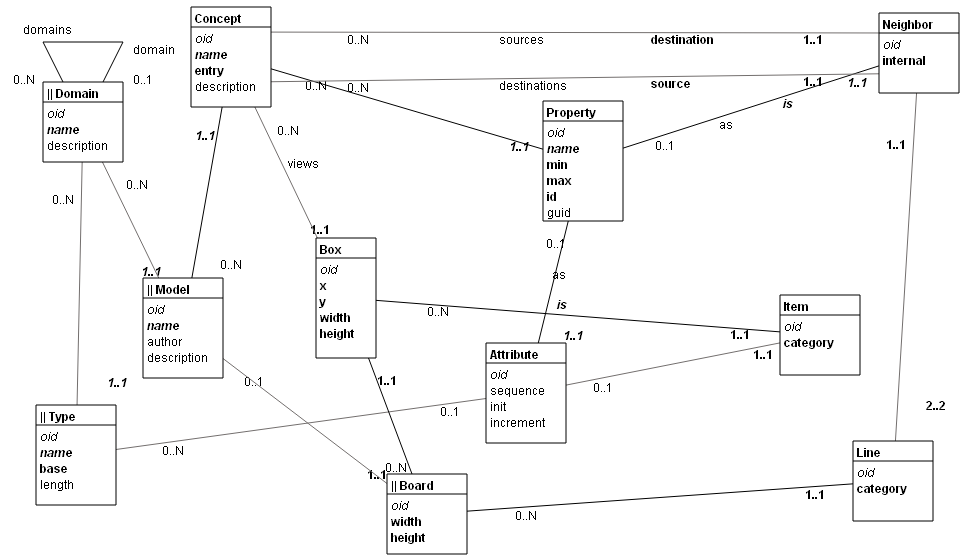 domains
domain
0..N
0..1
|| Domain
oid
name
description
Concept
oid
name
entry
description
0..N
sources
destination
1..1
0..N
0..N
destinations
source
1..1
1..1
Neighbor
oid
internal
Property
oid
name
min
max
id
guid
1..1
0..N
1..1
0..1
as
is
1..1
0..N
0..N
views
1..1
1..1
0..N
|| Model
oid
name
author
description
Box
oid
x
y
width
height
0..1
as
is
1..1
0..N
1..1
Item
oid
category
1..1
Attribute
oid
sequence
init
increment
0..1
0..1
1..1
0..1
1..1
|| Type
oid
name
base
length
0..N
1..1
0..N
|| Board
oid
width
height
0..N
1..1
2..2
Line
oid
category